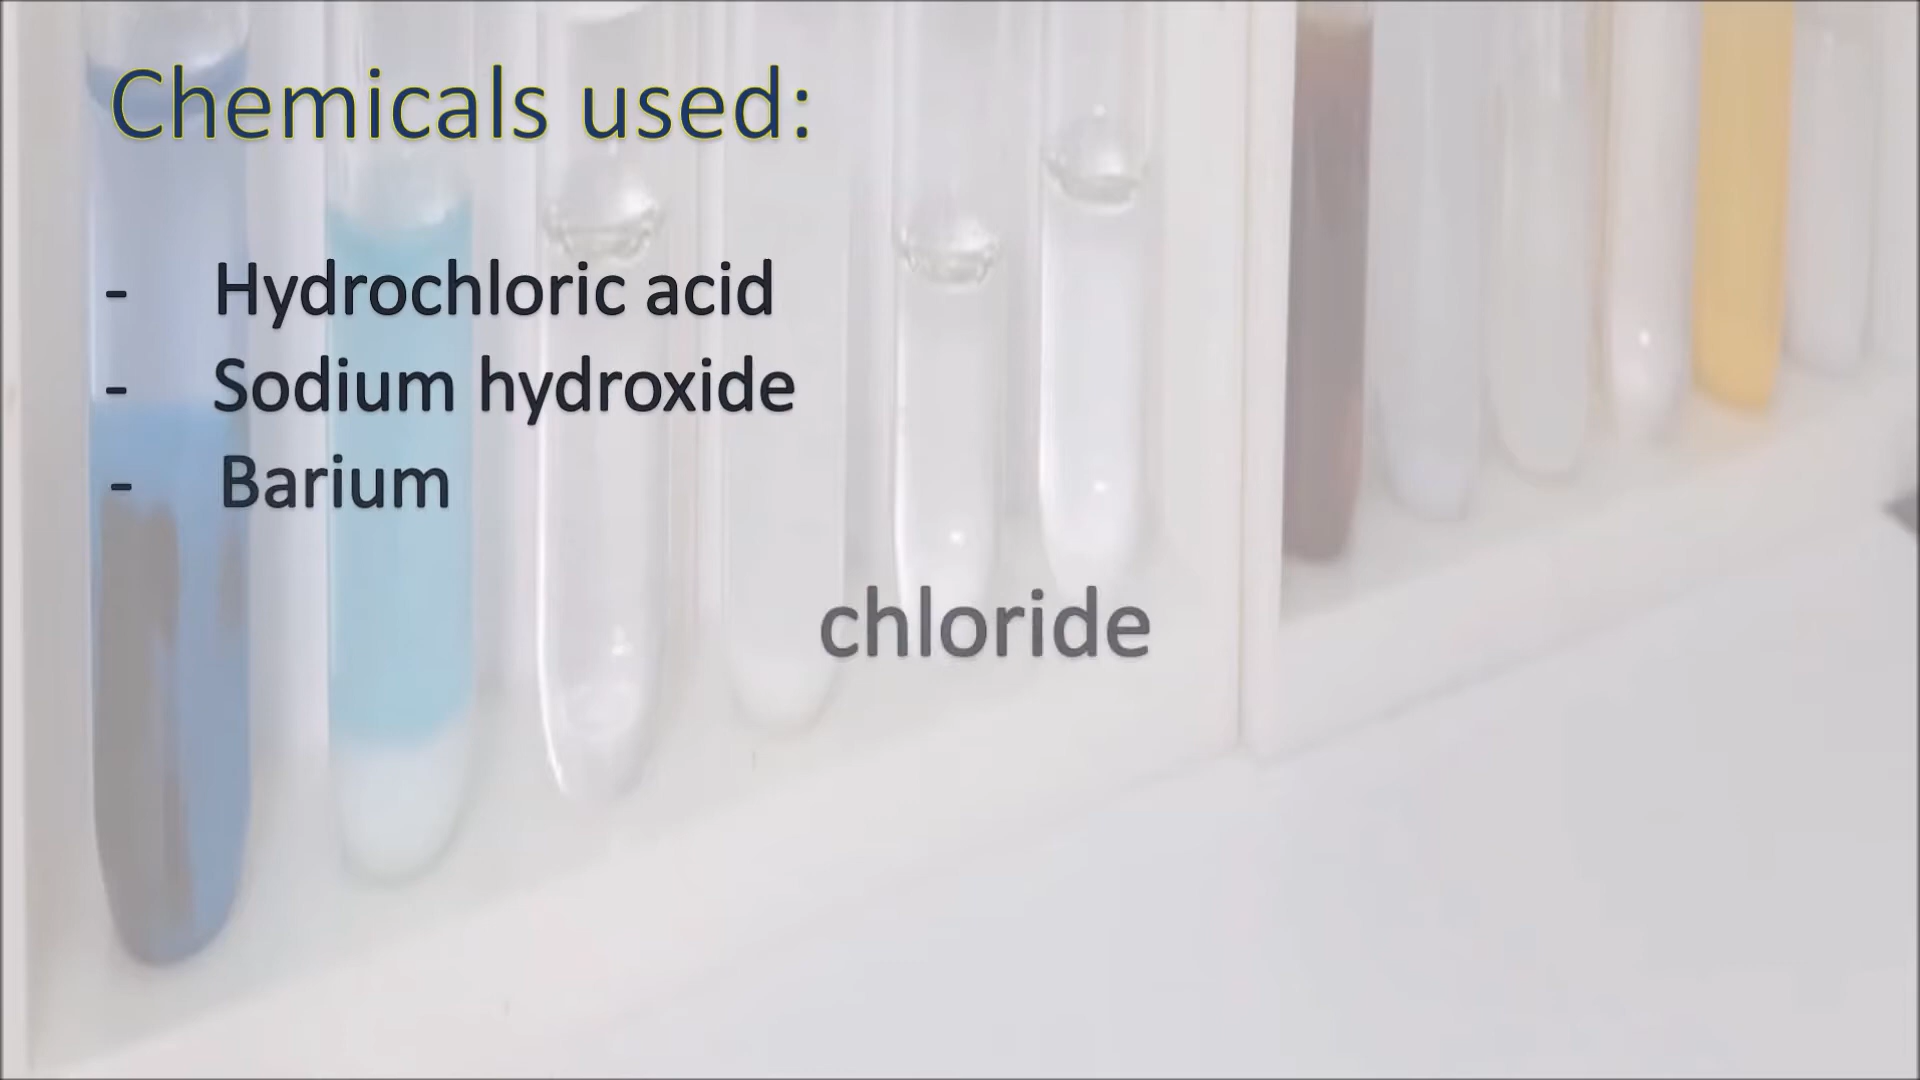 Chemicals used:
- Hydrochloric acid
- Sodium hydroxide
- Barium
chloride